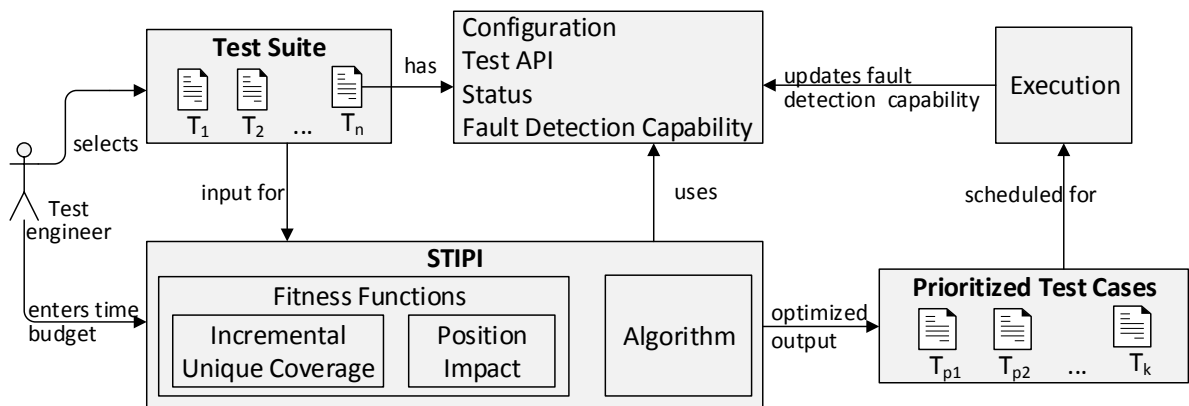 Test Suite
T1 T2 ... Tn
has
Configuration
Test API
Status
Fault Detection Capability
updates fault
detection capability
Execution
selects
Test
engineer
input for
uses
scheduled for
enters time
budget
STIPI
Fitness Functions
Incremental
Unique Coverage
Position
Impact
Algorithm
optimized
output
Prioritized Test Cases
Tp1 Tp2 ... Tk